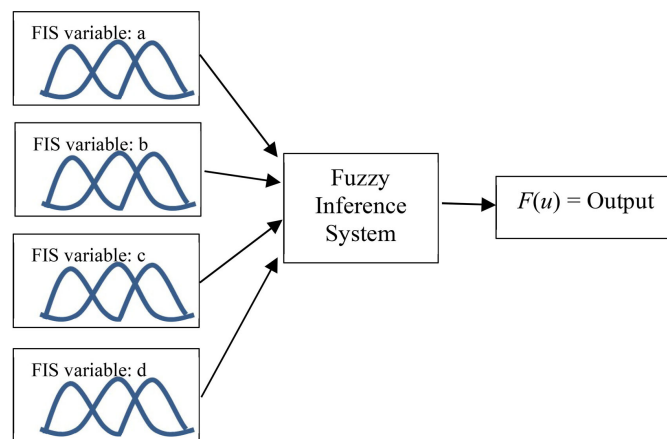 FIS variable: a
FIS variable: b
FIS variable: c
FIS variable: d
Fuzzy
Inference
System
F(u) = Output